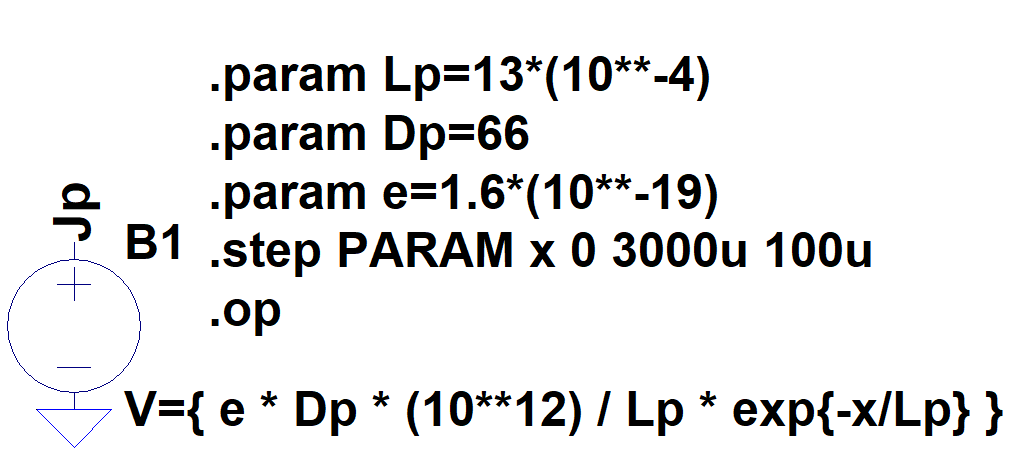 .param Lp=13*(10**-4)
.param Dp=66
.param e=1.6*(10**-19)
Jp
B1
.step PARAM x 0 3000u 100u
.op
V={ e * Dp * (10**12) / Lp * exp{-x/Lp} }